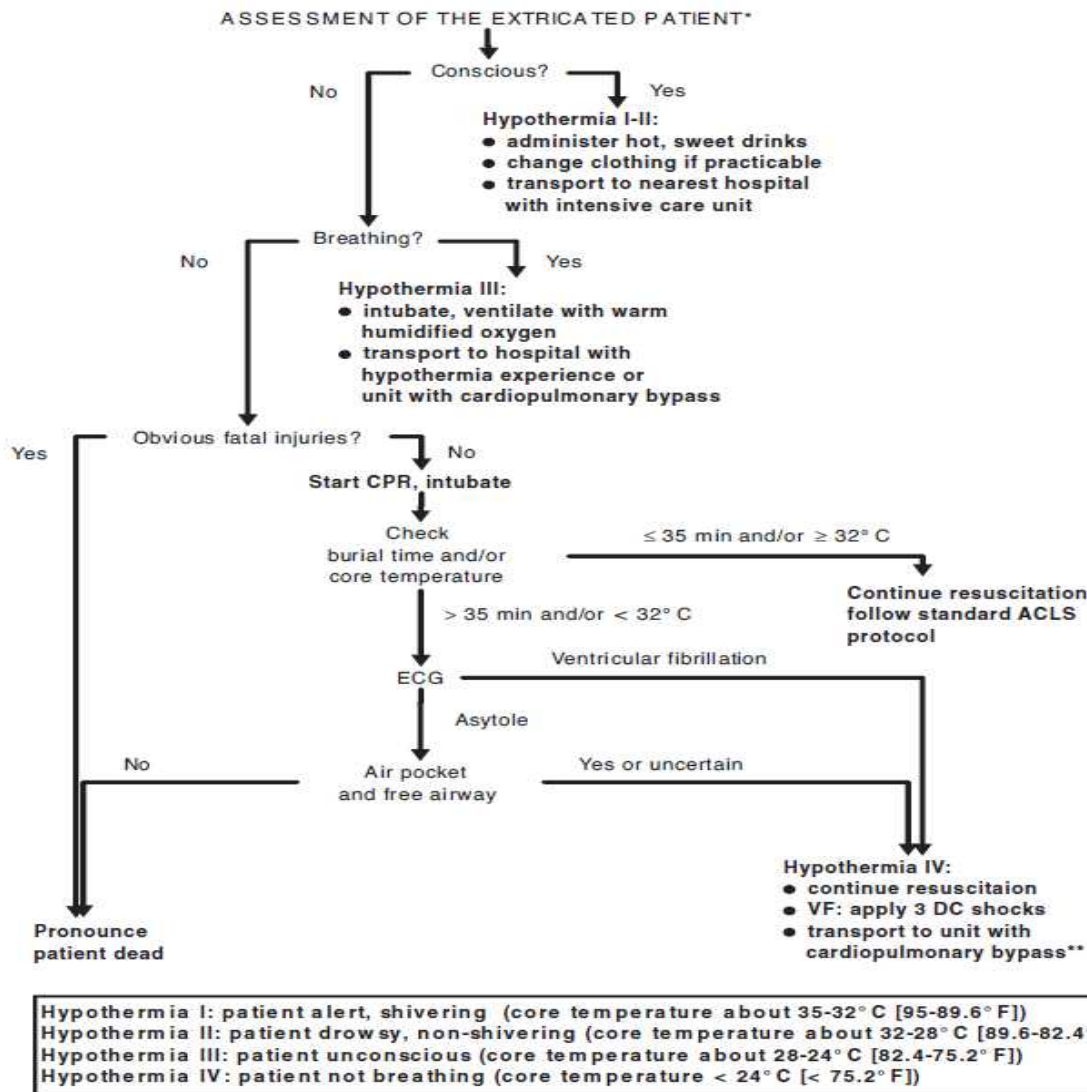 ASSESSMENT OF THE EXTRICATED PATIENT*
Conscious?
No
Yes
Hypothermia I-II:
● administer hot, sweet drinks
● change clothing if practicable
● transport to nearest hospital
with intensive care unit
Breathing?
No
Yes
Hypothermia III:
● intubate, ventilate with warm
humidified oxygen
● transport to hospital with
hypothermia experience or
unit with cardiopulmonary bypass
Obvious fatal injuries?
Yes
No
Start CPR, intubate
Check
burial time and/or
core temperature
≤ 35 min and/or ≥ 32° C
Continue resuscitation
follow standard ACLS
protocol
> 35 min and/or < 32° C
ECG
Ventricular fibrillation
Asytole
Air pocket
and free airway
No
Yes or uncertain
Hypothermia IV:
● continue resuscitaion
● VF: apply 3 DC shocks
● transport to unit with
cardiopulmonary bypass**
Pronounce
patient dead
Hypothermia I: patient alert, shivering (core temperature about 35-32° C [95-89.6° F])
Hypothermia II: patient drowsy, non-shivering (core temperature about 32-28° C [89.6-82.4
Hypothermia III: patient unconscious (core temperature about 28-24° C [82.4-75.2° F])
Hypothermia IV: patient not breathing (core temperature < 24° C [< 75.2° F])